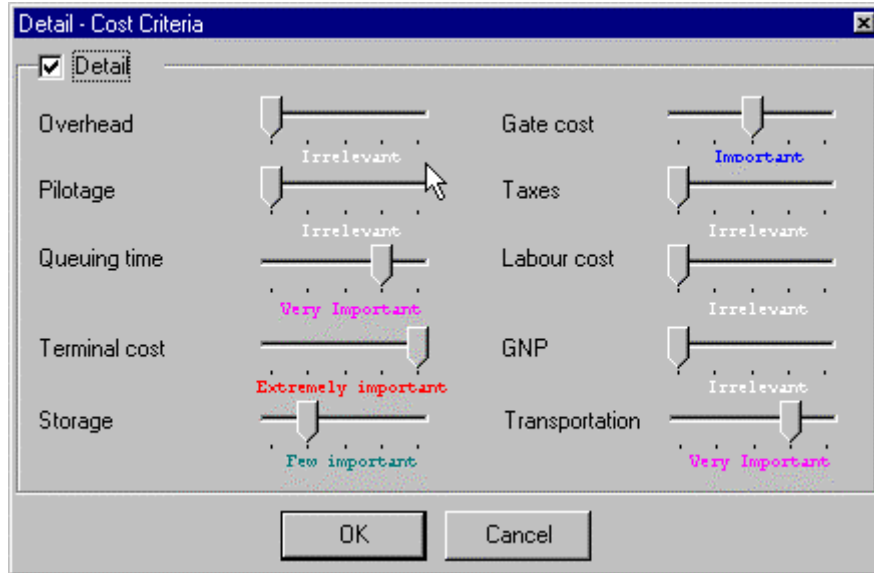 Detail - Cost Criteria
Detail
Overhead
Irrelevant
Pilotage
Irrelevant
Queuing time
Very Important
Terminal cost
Extremely important
Storage
Few important
Gate cost
Important
Taxes
Irrelevant
Labour cost
Irrelevant
GNP
Irrelevant
Transportation
Very Important
OK
Cancel